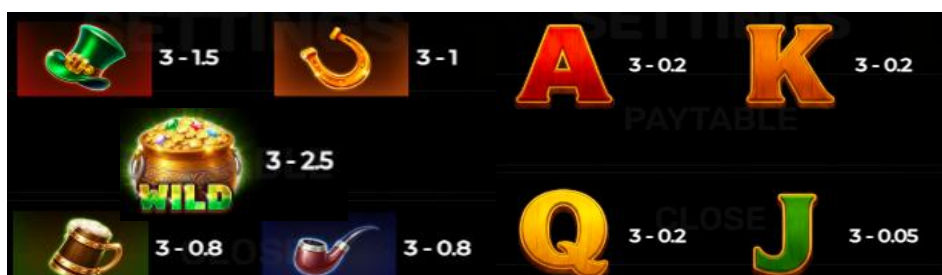 SETTINGS
SETTINGS
3 - 1.5
3 - 1
A
3 - 0.2
K
3 - 0.2
PAYTABLE
WILD
3 - 2.5
3 - 0.8
3 - 0.8
CLOSE
Q
3 - 0.2
CLOSE
J
3 - 0.05